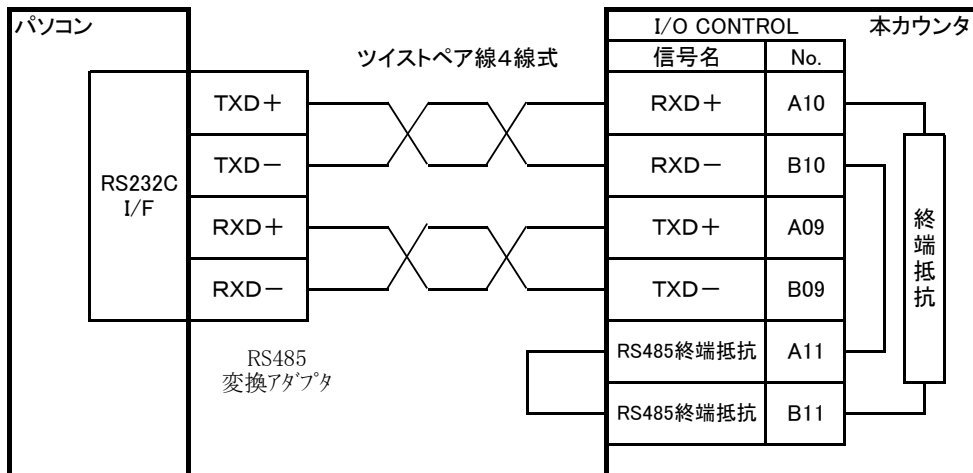 パソコン
RS232C
I/F
TXD+
TXD-
RXD+
RXD-
RS485
変換アダプタ
ツイストペア線4線式
I/O CONTROL
本カウンタ
信号名
No.
RXD+
A10
RXD-
B10
TXD+
A09
TXD-
B09
RS485終端抵抗
A11
RS485終端抵抗
B11
終端抵抗